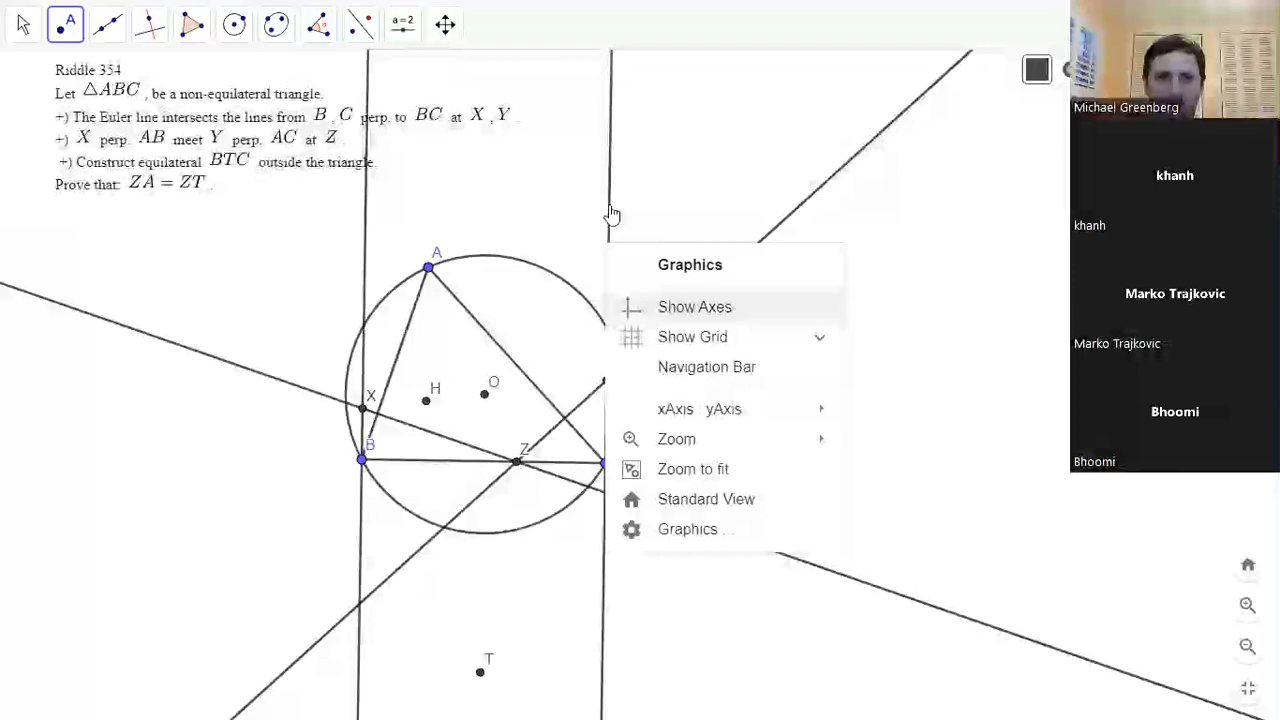 A
a=2
Riddle 354
Let △ABC , be a non-equilateral triangle.
+) The Euler line intersects the lines from B , C perp. to BC at X , Y .
+) X perp. AB meet Y perp. AC at Z
+) Construct equilateral BTC outside the triangle.
Prove that: ZA = ZT .
A
H
O
X
B
Z
T
Graphics
Show Axes
Show Grid
Navigation Bar
xAxis : yAxis
Zoom
Zoom to fit
Standard View
Graphics ...
Michael Greenberg
khanh
khanh
Marko Trajkovic
Marko Trajkovic
Bhoomi
Bhoomi